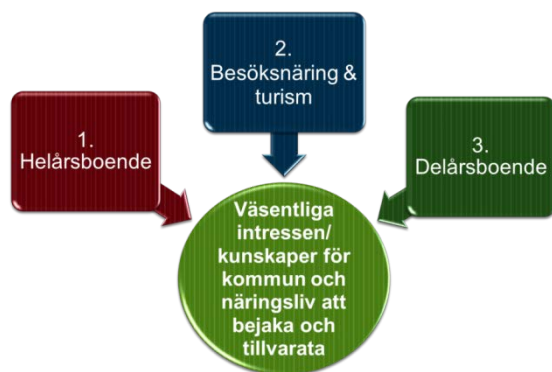 1.
Helårsboende
2.
Besöksnäring &
turism
3.
Delårsboende
Väsentliga
intressen/
kunskaper för
kommun och
näringsliv att
bejaka och
tillvarata